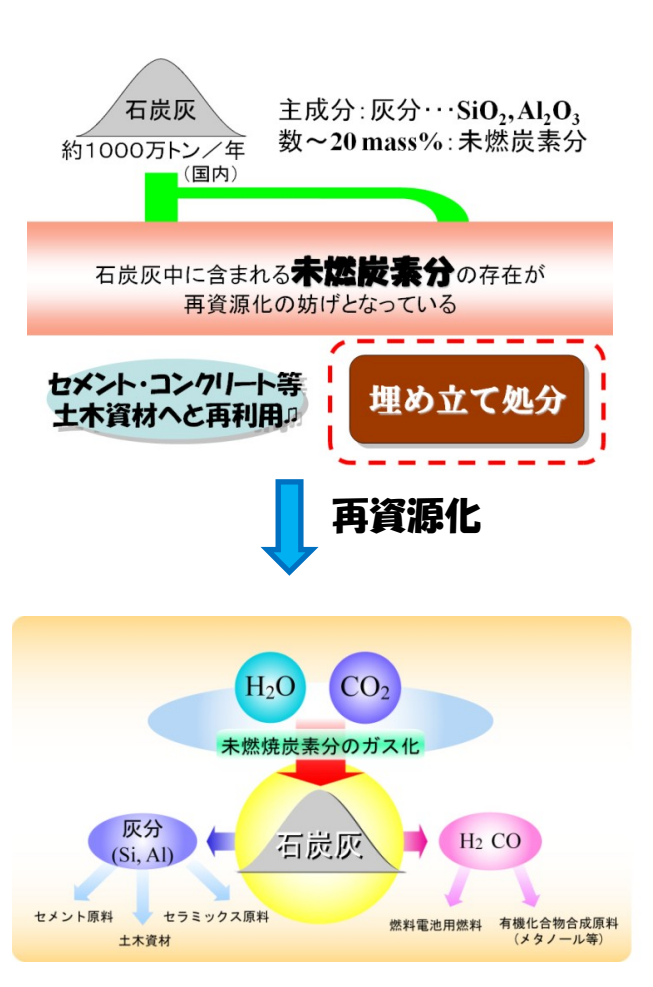 石炭灰
約1000万トン／年
（国内）
主成分：灰分･･･SiO₂,Al₂O₃
数～20 mass%：未燃炭素分
石炭灰中に含まれる未燃炭素分の存在が
再資源化の妨げとなっている
セメント・コンクリート等
土木資材へと再利用♫
埋め立て処分
再資源化
H₂O
CO₂
未燃焼炭素分のガス化
灰分
(Si, Al)
石炭灰
H₂ CO
セメント原料
土木資材
セラミックス原料
燃料電池用燃料
有機化合物合成原料
（メタノール等）